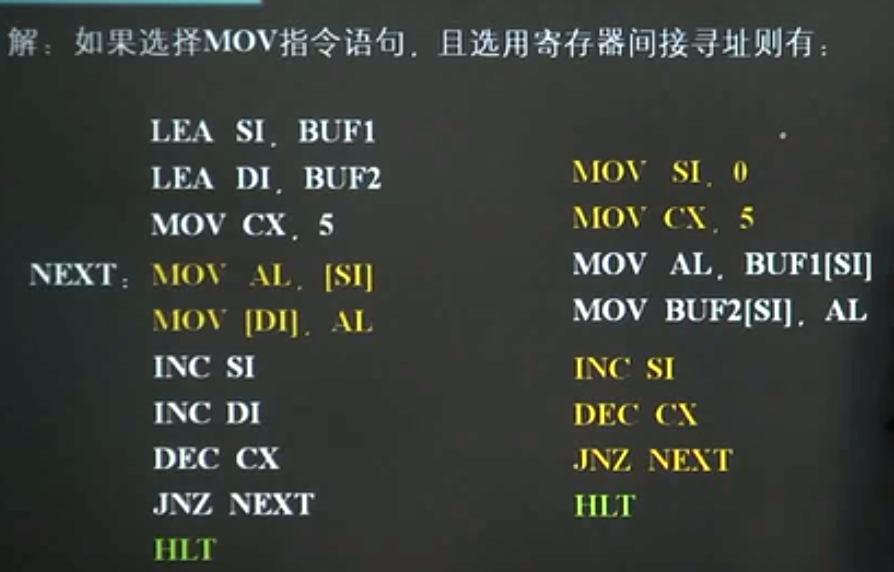 解：如果选择MOV指令语句，且选用寄存器间接寻址则有：
LEA SI，BUF1
LEA DI，BUF2
MOV CX，5
NEXT：MOV AL，[SI]
MOV [DI]，AL
INC SI
INC DI
DEC CX
JNZ NEXT
HLT
MOV SI，0
MOV CX，5
MOV AL，BUF1[SI]
MOV BUF2[SI]，AL
INC SI
DEC CX
JNZ NEXT
HLT